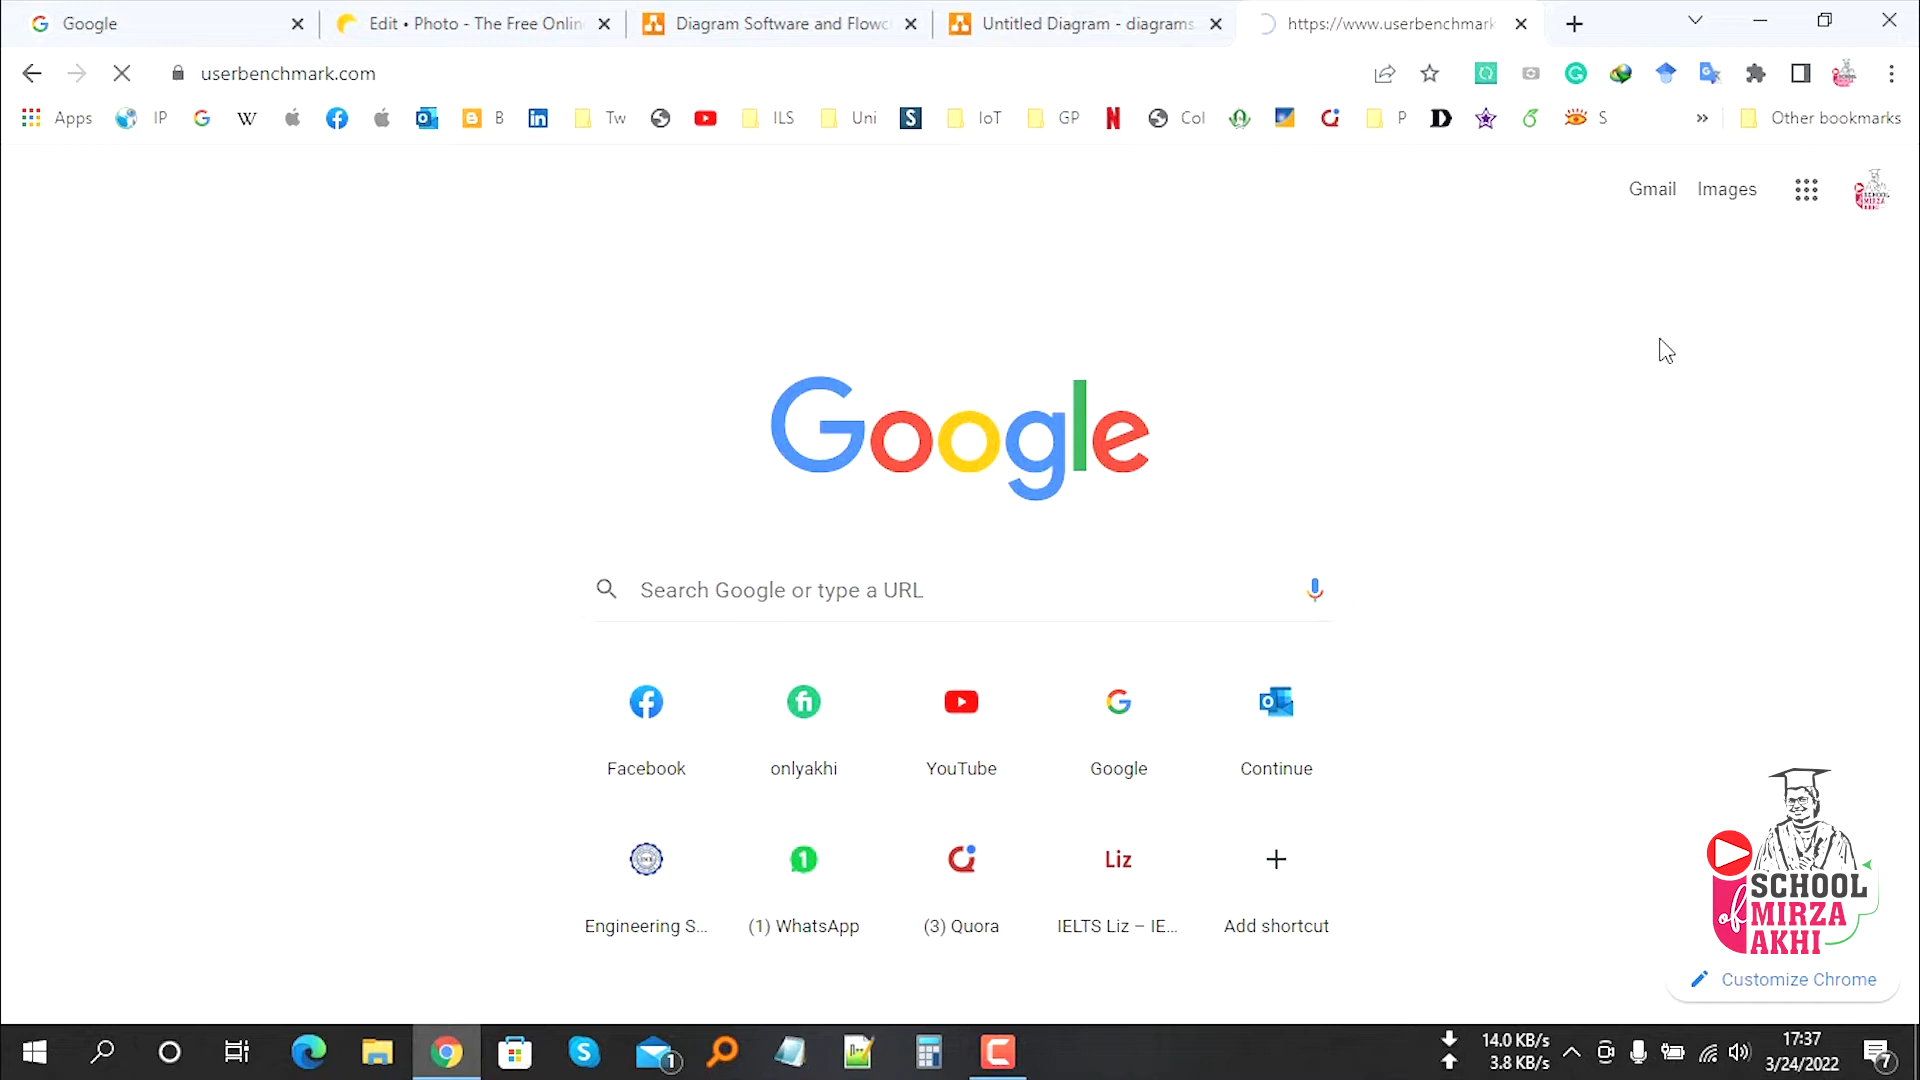 Google
Edit • Photo - The Free Onlin
Diagram Software and Flowc
Untitled Diagram - diagrams.
https://www.userbenchmark
userbenchmark.com
Apps
IP
B
Tw
ILS
Uni
IoT
GP
Col
P
S
»
Other bookmarks
Gmail
Images
Google
Search Google or type a URL
Facebook
onlyakhi
YouTube
Google
Continue
Liz
Engineering S...
(1) WhatsApp
(3) Quora
IELTS Liz – IE...
Add shortcut
SCHOOL
of MIRZA
AKHI
Customize Chrome
14.0 KB/s
3.8 KB/s
17:37
3/24/2022
1
7